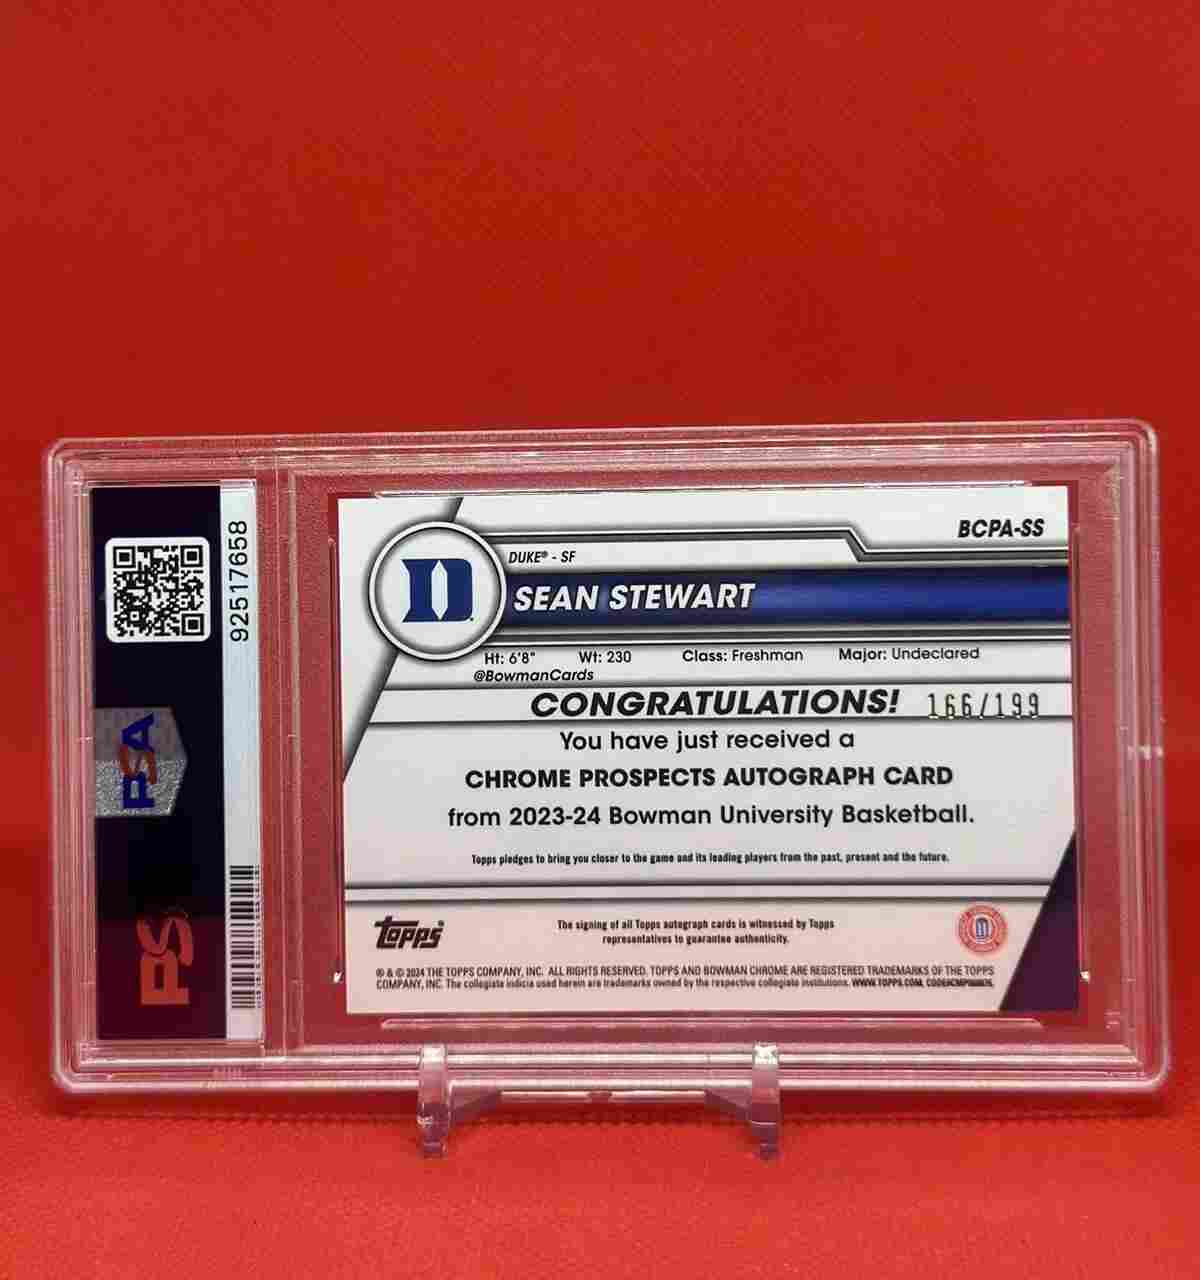 92517658
PSA
PSA
BCPA-SS
DUKE® - SF
SEAN STEWART
Ht: 6'8" Wt: 230 Class: Freshman Major: Undeclared
@BowmanCards
CONGRATULATIONS! 166/199
You have just received a
CHROME PROSPECTS AUTOGRAPH CARD
from 2023-24 Bowman University Basketball.
Topps pledges to bring you closer to the game and its leading players from the past, present and the future.
Topps®
The signing of all Topps autograph cards is witnessed by Topps
representatives to guarantee authenticity.
® & © 2024 THE TOPPS COMPANY, INC. ALL RIGHTS RESERVED. TOPPS AND BOWMAN CHROME ARE REGISTERED TRADEMARKS OF THE TOPPS
COMPANY, INC. The collegiate indicia used herein are trademarks owned by the respective collegiate institutions. WWW.TOPPS.COM.